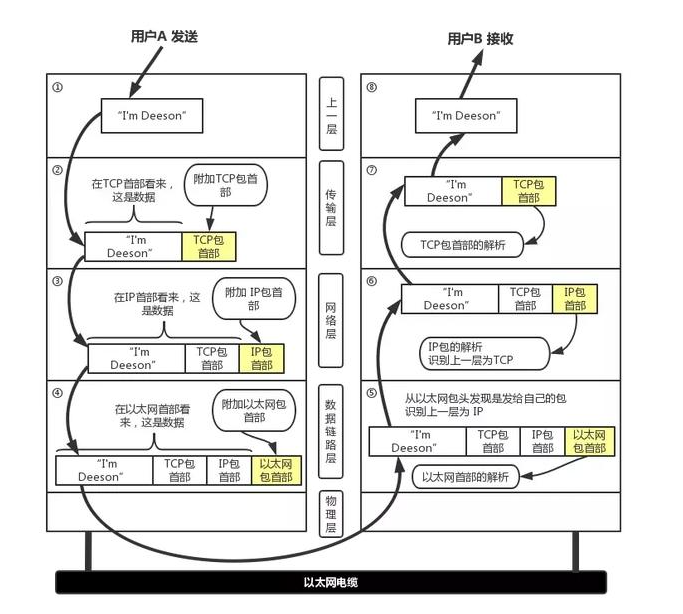 用户A 发送
用户B 接收
①
"I'm Deeson"
上一层
⑧
"I'm Deeson"
②
在TCP首部看来，
这是数据
附加TCP包首
部
"I'm
Deeson"
TCP包
首部
传输层
⑦
"I'm
Deeson"
TCP包
首部
TCP包首部的解析
③
在IP首部看来，这
是数据
附加 IP包首
部
"I'm
Deeson"
TCP包
首部
IP包
首部
网络层
⑥
"I'm
Deeson"
TCP包
首部
IP包
首部
IP包的解析
识别上一层为TCP
④
在以太网首部看
来，这是数据
附加以太网包
首部
"I'm
Deeson"
TCP包
首部
IP包
首部
以太网
包首部
数据链路层
⑤
从以太网包头发现是发给自己的包
识别上一层为 IP
"I'm
Deeson"
TCP包
首部
IP包
首部
以太网
包首部
以太网首部的解析
物理层
以太网电缆